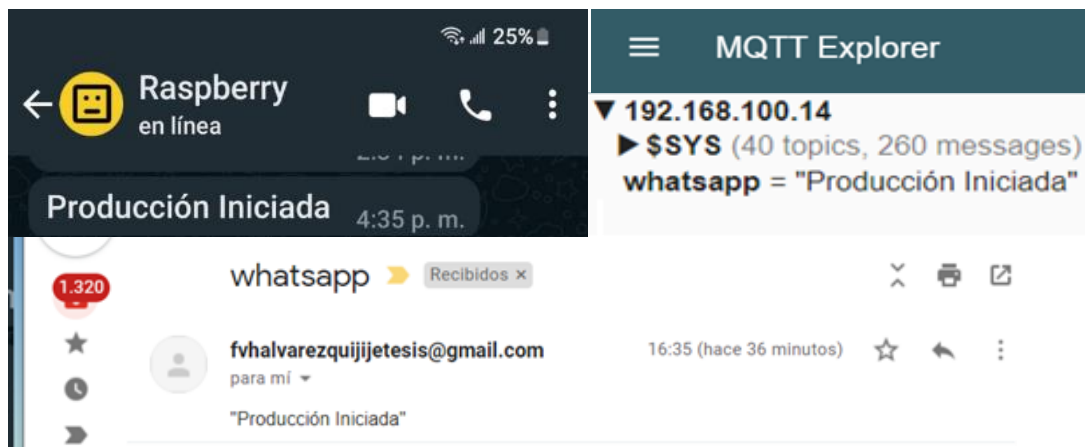 25%
Raspberry
en línea
Producción Iniciada 4:35 p. m.
MQTT Explorer
▼ 192.168.100.14
▶ $SYS (40 topics, 260 messages)
whatsapp = "Producción Iniciada"
1.320
whatsapp Recibidos ×
fvhalvarezquijijetesis@gmail.com 16:35 (hace 36 minutos)
para mí
"Producción Iniciada"